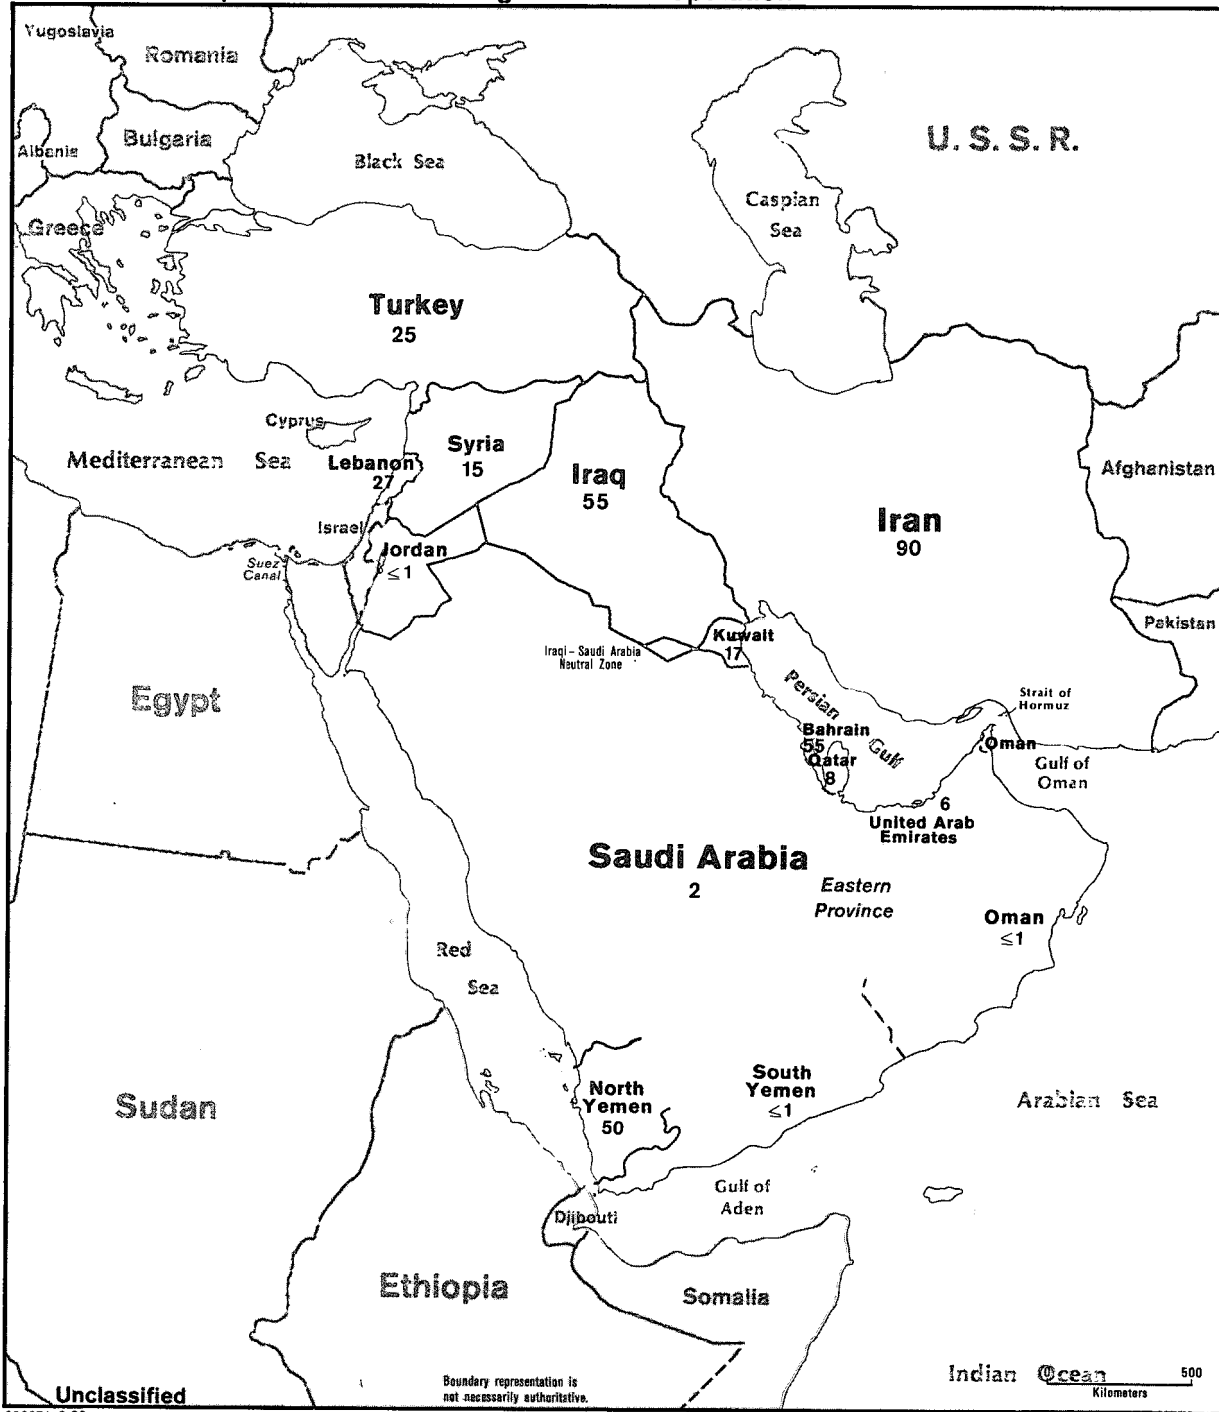 Yugoslavia
Romania
Bulgaria
Albania
Greece
Black Sea
U.S.S.R.
Caspian
Sea
Turkey
25
Cyprus
Mediterranean Sea
Lebanon
27
Syria
15
Iraq
55
Iran
90
Afghanistan
Israel
Jordan
≤1
Suez
Canal
Pakistan
Kuwait
17
Iraqi – Saudi Arabia
Neutral Zone
Egypt
Persian Gulf
Strait of
Hormuz
Bahrain
55
Qatar
8
Oman
Gulf of
Oman
6
United Arab
Emirates
Saudi Arabia
2
Eastern
Province
Oman
≤1
Red
Sea
North
Yemen
50
South
Yemen
≤1
Arabian Sea
Sudan
Gulf of
Aden
Djibouti
Ethiopia
Somalia
Indian Ocean
500
Kilometers
Boundary representation is
not necessarily authoritative.
Unclassified